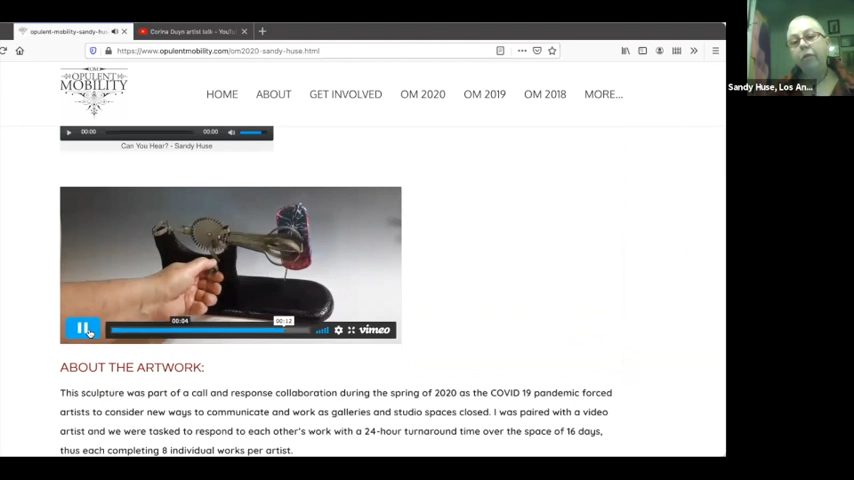 opulent-mobility-sandy-hus
Corina Duyn artist talk - YouTu
https://www.opulentmobility.com/om2020-sandy-huse.html
OM
OPULENT
MOBILITY
HOME ABOUT GET INVOLVED OM 2020 OM 2019 OM 2018 MORE...
00:00 00:00
Can You Hear? - Sandy Huse
00:04 00:12
vimeo
ABOUT THE ARTWORK:
This sculpture was part of a call and response collaboration during the spring of 2020 as the COVID 19 pandemic forced
artists to consider new ways to communicate and work as galleries and studio spaces closed. I was paired with a video
artist and we were tasked to respond to each other's work with a 24-hour turnaround time over the space of 16 days,
thus each completing 8 individual works per artist.
Sandy Huse, Los An...